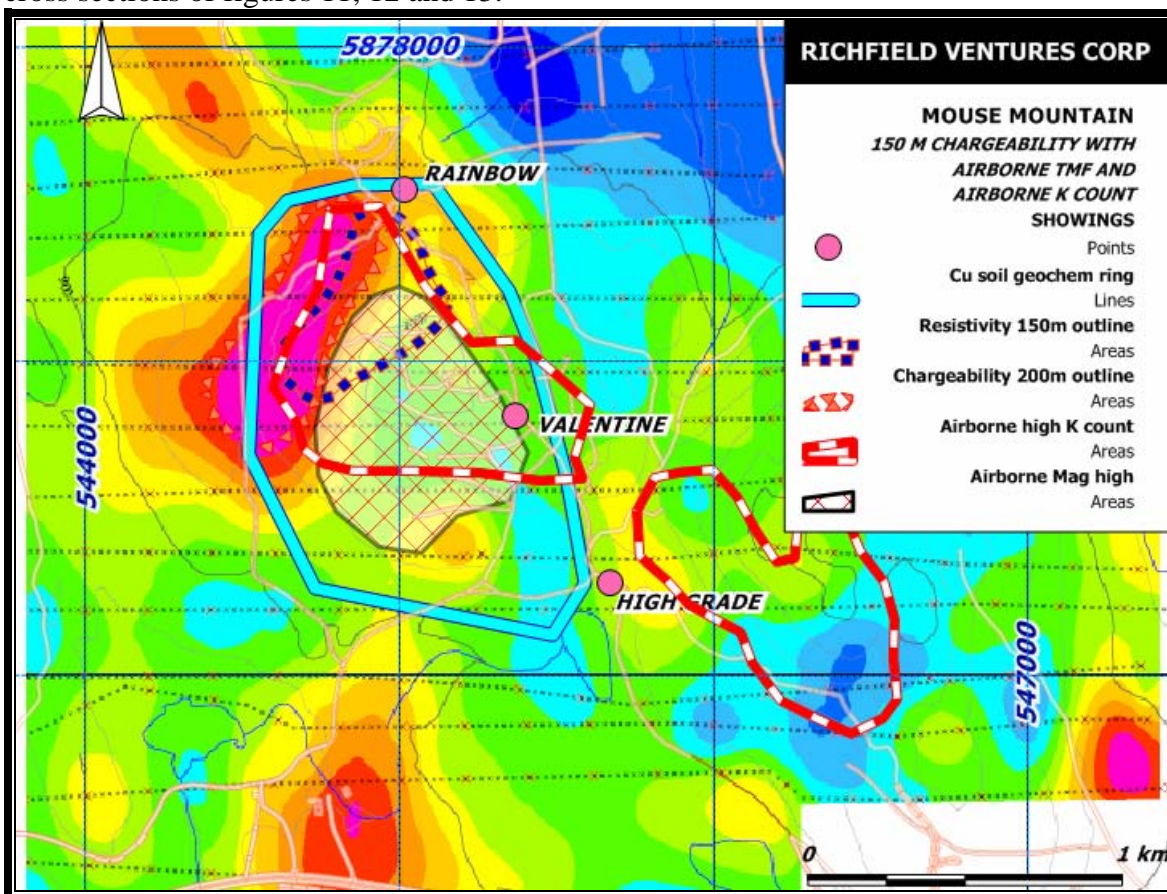 cross sections of figures 11, 12 and 13.
5878000
RICHFIELD VENTURES CORP
MOUSE MOUNTAIN
150 M CHARGEABILITY WITH
AIRBORNE TMF AND
AIRBORNE K COUNT
SHOWINGS
Points
Cu soil geochem ring
Lines
Resistivity 150m outline
Areas
Chargeability 200m outline
Areas
Airborne high K count
Areas
Airborne Mag high
Areas
RAINBOW
VALENTINE
544000
HIGH GRADE
547000
0 1 km